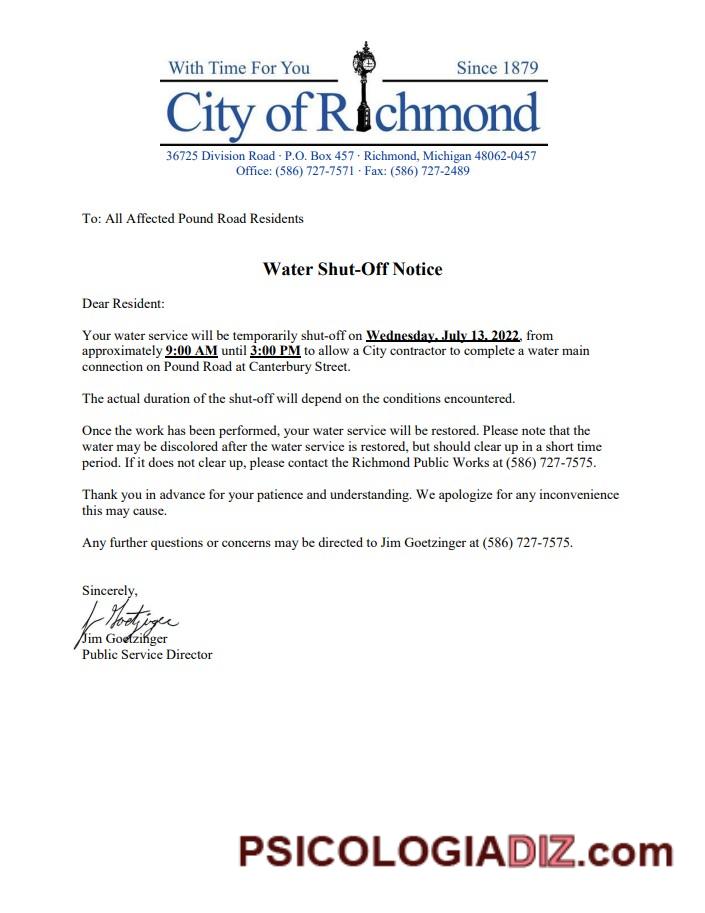 With Time For You Since 1879
City of Richmond
36725 Division Road · P.O. Box 457 · Richmond, Michigan 48062-0457
Office: (586) 727-7571 · Fax: (586) 727-2489
To: All Affected Pound Road Residents
Water Shut-Off Notice
Dear Resident:
Your water service will be temporarily shut-off on Wednesday, July 13, 2022, from
approximately 9:00 AM until 3:00 PM to allow a City contractor to complete a water main
connection on Pound Road at Canterbury Street.
The actual duration of the shut-off will depend on the conditions encountered.
Once the work has been performed, your water service will be restored. Please note that the
water may be discolored after the water service is restored, but should clear up in a short time
period. If it does not clear up, please contact the Richmond Public Works at (586) 727-7575.
Thank you in advance for your patience and understanding. We apologize for any inconvenience
this may cause.
Any further questions or concerns may be directed to Jim Goetzinger at (586) 727-7575.
Sincerely,
J Goetzinger
Jim Goetzinger
Public Service Director
PSICOLOGIADIZ.com